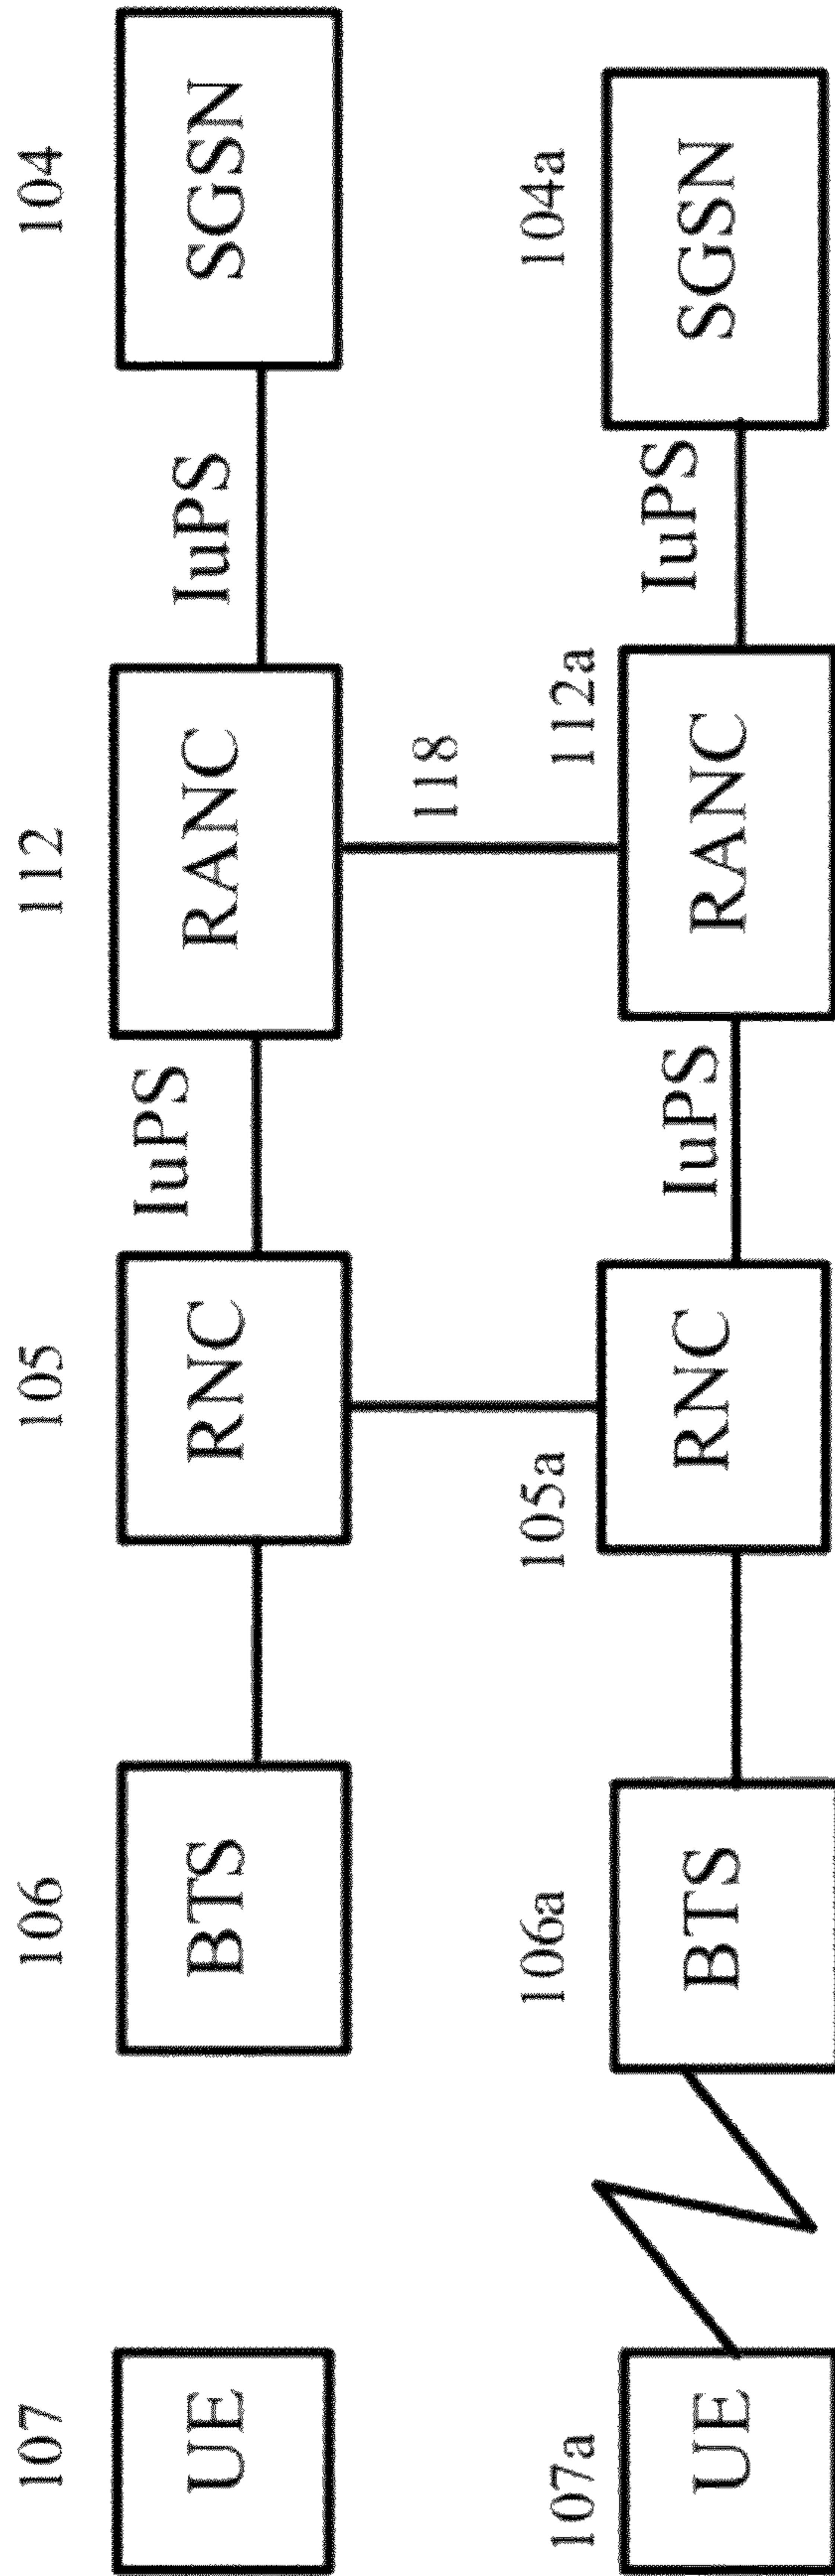 107
106
105
112
104
UE
BTS
RNC
IuPS
RANC
IuPS
SGSN
118
107a
106a
105a
112a
104a
UE
BTS
RNC
IuPS
RANC
IuPS
SGSN